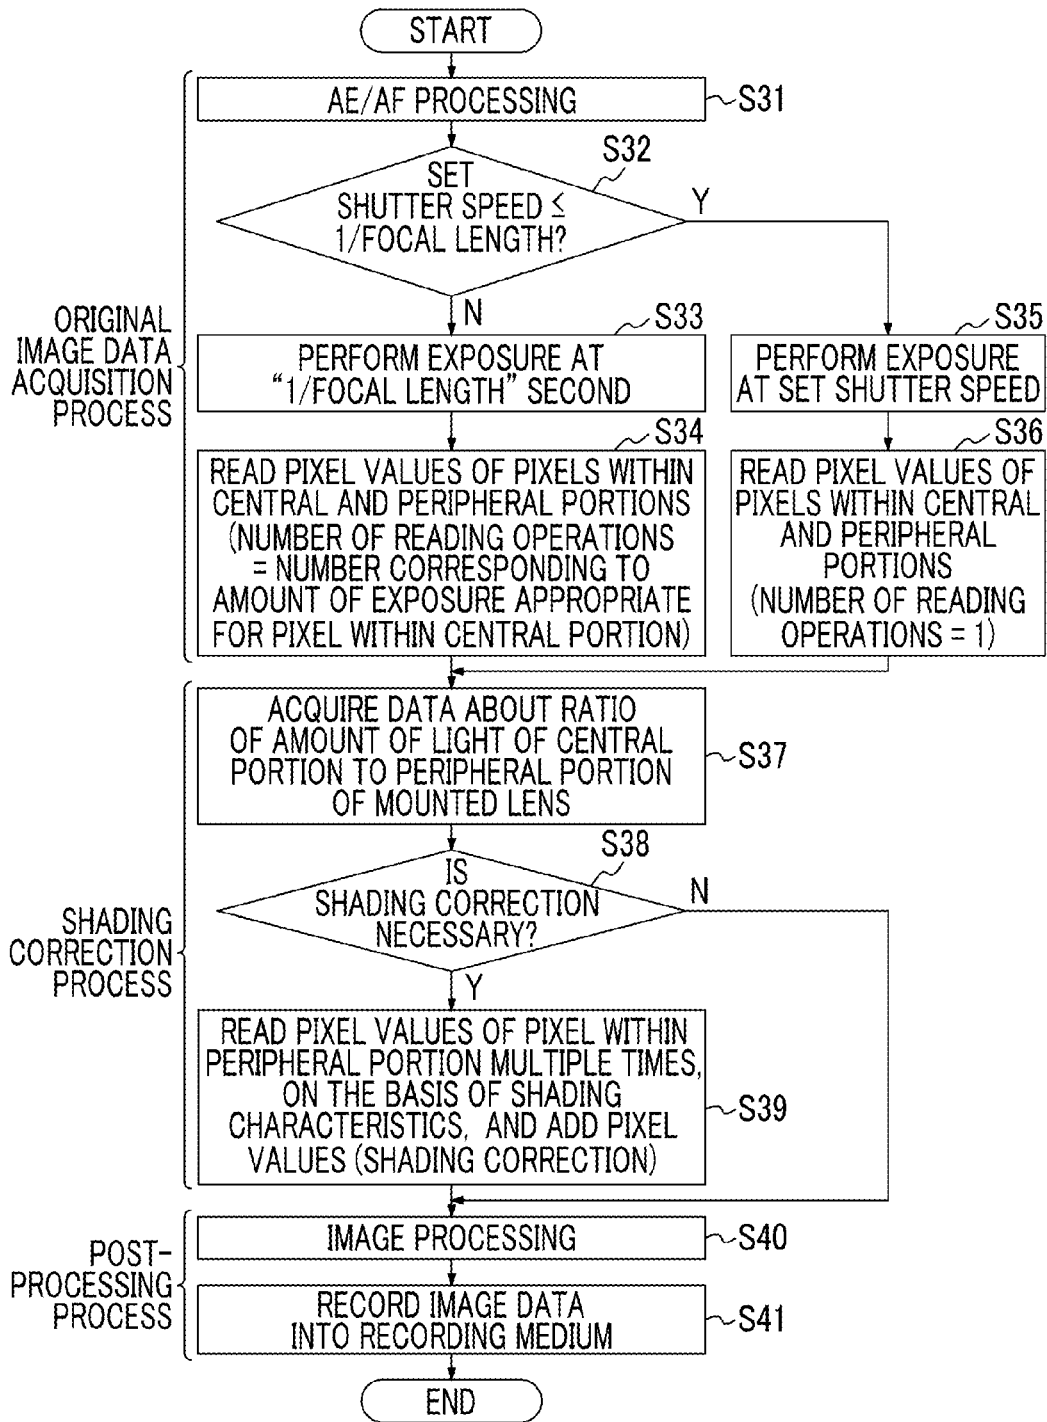 START
AE/AF PROCESSING
S31
S32
SET
SHUTTER SPEED ≦
1/FOCAL LENGTH?
Y
N
ORIGINAL
IMAGE DATA
ACQUISITION
PROCESS
S33
PERFORM EXPOSURE AT
“1/FOCAL LENGTH” SECOND
S35
PERFORM EXPOSURE
AT SET SHUTTER SPEED
S34
READ PIXEL VALUES OF PIXELS WITHIN
CENTRAL AND PERIPHERAL PORTIONS
(NUMBER OF READING OPERATIONS
= NUMBER CORRESPONDING TO
AMOUNT OF EXPOSURE APPROPRIATE
FOR PIXEL WITHIN CENTRAL PORTION)
S36
READ PIXEL VALUES OF
PIXELS WITHIN CENTRAL
AND PERIPHERAL
PORTIONS
(NUMBER OF READING
OPERATIONS = 1)
ACQUIRE DATA ABOUT RATIO
OF AMOUNT OF LIGHT OF CENTRAL
PORTION TO PERIPHERAL PORTION
OF MOUNTED LENS
S37
S38
IS
SHADING CORRECTION
NECESSARY?
N
Y
SHADING
CORRECTION
PROCESS
READ PIXEL VALUES OF PIXEL WITHIN
PERIPHERAL PORTION MULTIPLE TIMES,
ON THE BASIS OF SHADING
CHARACTERISTICS, AND ADD PIXEL
VALUES (SHADING CORRECTION)
S39
POST-
PROCESSING
PROCESS
IMAGE PROCESSING
S40
RECORD IMAGE DATA
INTO RECORDING MEDIUM
S41
END